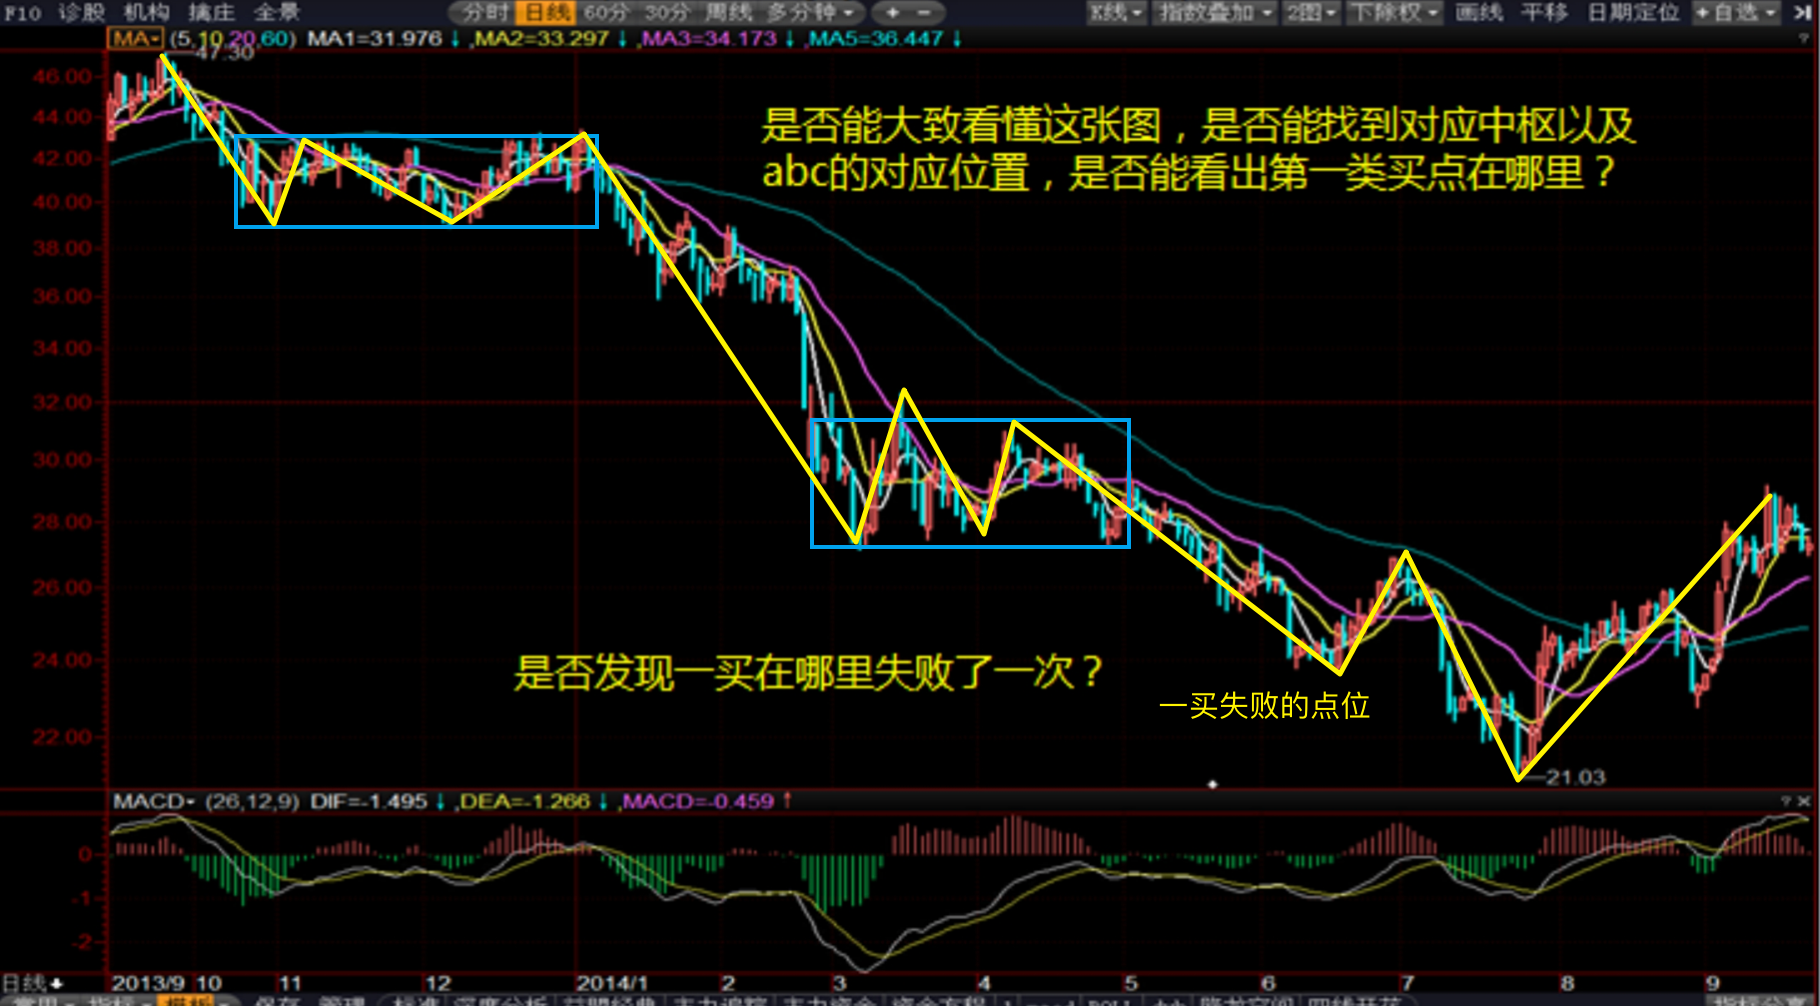 F10 诊股 机构 擒庄 全景 分时 日线 60分 30分 周线 多分钟 + - K线 指数叠加 2图 下除权 画线 平移 日期定位 +自选
MA (5,10,20,60) MA1=31.976↓,MA2=33.297↓,MA3=34.173↓,MA5=36.447↓ ?
47.30
46.00
44.00
是否能大致看懂这张图，是否能找到对应中枢以及
42.00
abc的对应位置，是否能看出第一类买点在哪里？
40.00
38.00
36.00
34.00
32.00
30.00
28.00
26.00
24.00
是否发现一买在哪里失败了一次？
一买失败的点位
22.00
21.03
MACD (26,12,9) DIF=-1.495↓,DEA=-1.266↓,MACD=-0.459↑ ?×
0
-1
-2
日线 2013/9 10 11 12 2014/1 2 3 4 5 6 7 8 9